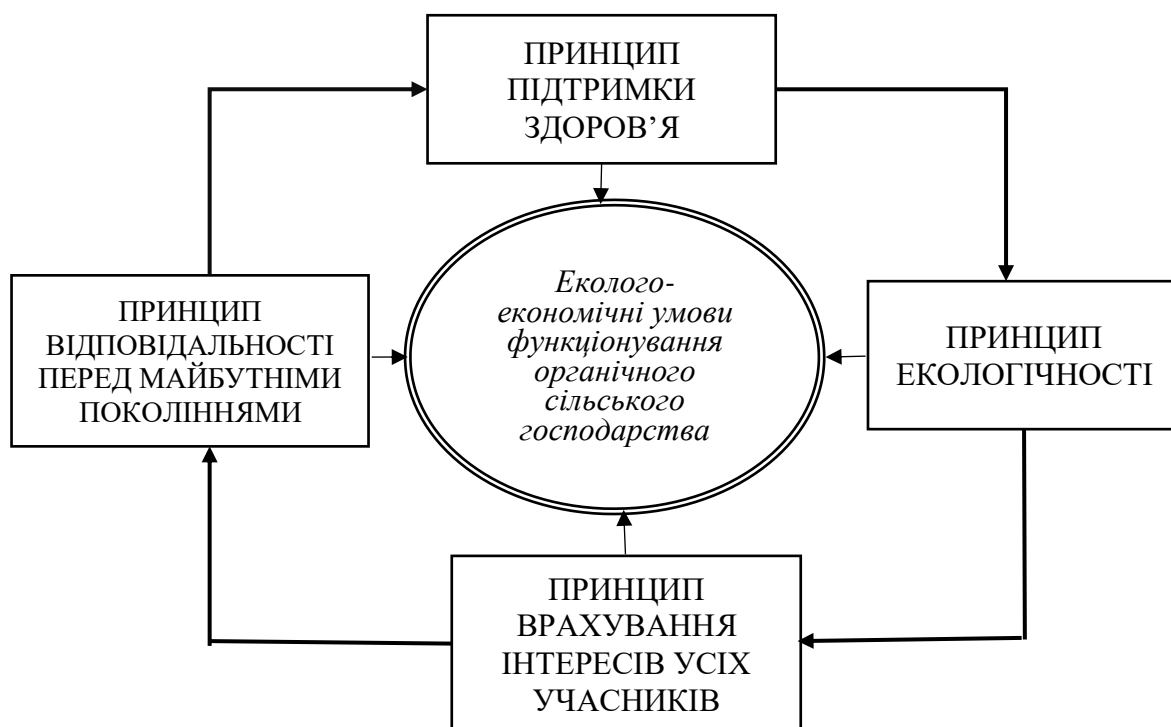 ПРИНЦИП
ПІДТРИМКИ
ЗДОРОВ’Я
Еколого-
економічні умови
функціонування
органічного
сільського
господарства
ПРИНЦИП
ВІДПОВІДАЛЬНОСТІ
ПЕРЕД МАЙБУТНІМИ
ПОКОЛІННЯМИ
ПРИНЦИП
ЕКОЛОГІЧНОСТІ
ПРИНЦИП
ВРАХУВАННЯ
ІНТЕРЕСІВ УСІХ
УЧАСНИКІВ